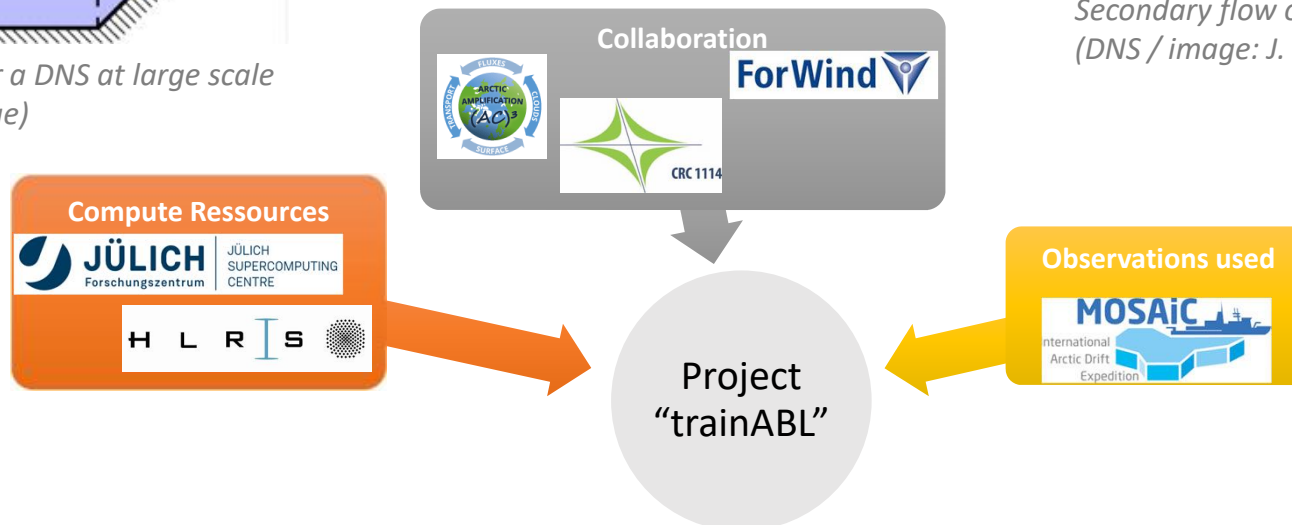 r a DNS at large scale
e)
Secondary flow o
(DNS / image: J.
Collaboration
FLUXES
TRANSPORT
CLOUDS
SURFACE
ARCTIC
AMPLIFICATION
(AC)³
CRC 1114
ForWind
Compute Ressources
JÜLICH
Forschungszentrum
JÜLICH
SUPERCOMPUTING
CENTRE
H L R I S
Observations used
MOSAiC
nternational
Arctic Drift
Expedition
Project
“trainABL”